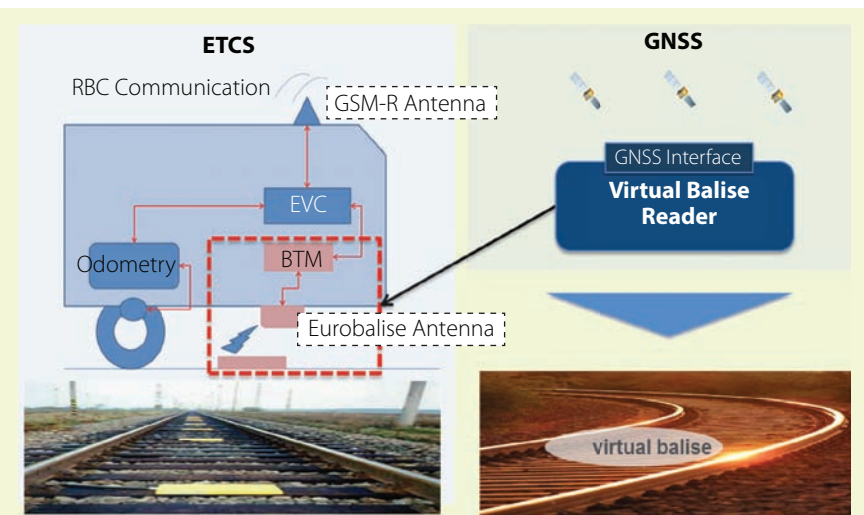 ETCS
RBC Communication
GSM-R Antenna
EVC
Odometry
BTM
Eurobalise Antenna
GNSS
GNSS Interface
Virtual Balise
Reader
virtual balise